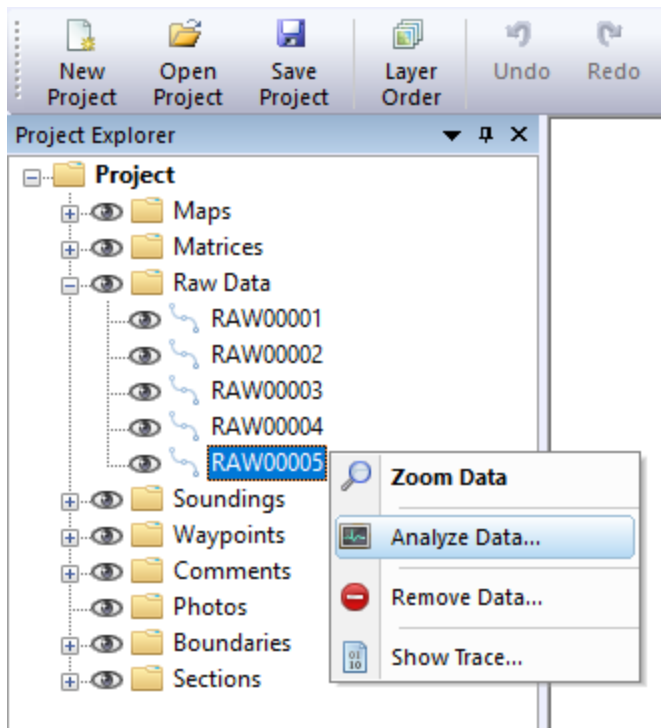 New Project
Open Project
Save Project
Layer Order
Undo
Redo
Project Explorer
Project
Maps
Matrices
Raw Data
RAW00001
RAW00002
RAW00003
RAW00004
RAW00005
Zoom Data
Analyze Data...
Remove Data...
Show Trace...
Soundings
Waypoints
Comments
Photos
Boundaries
Sections